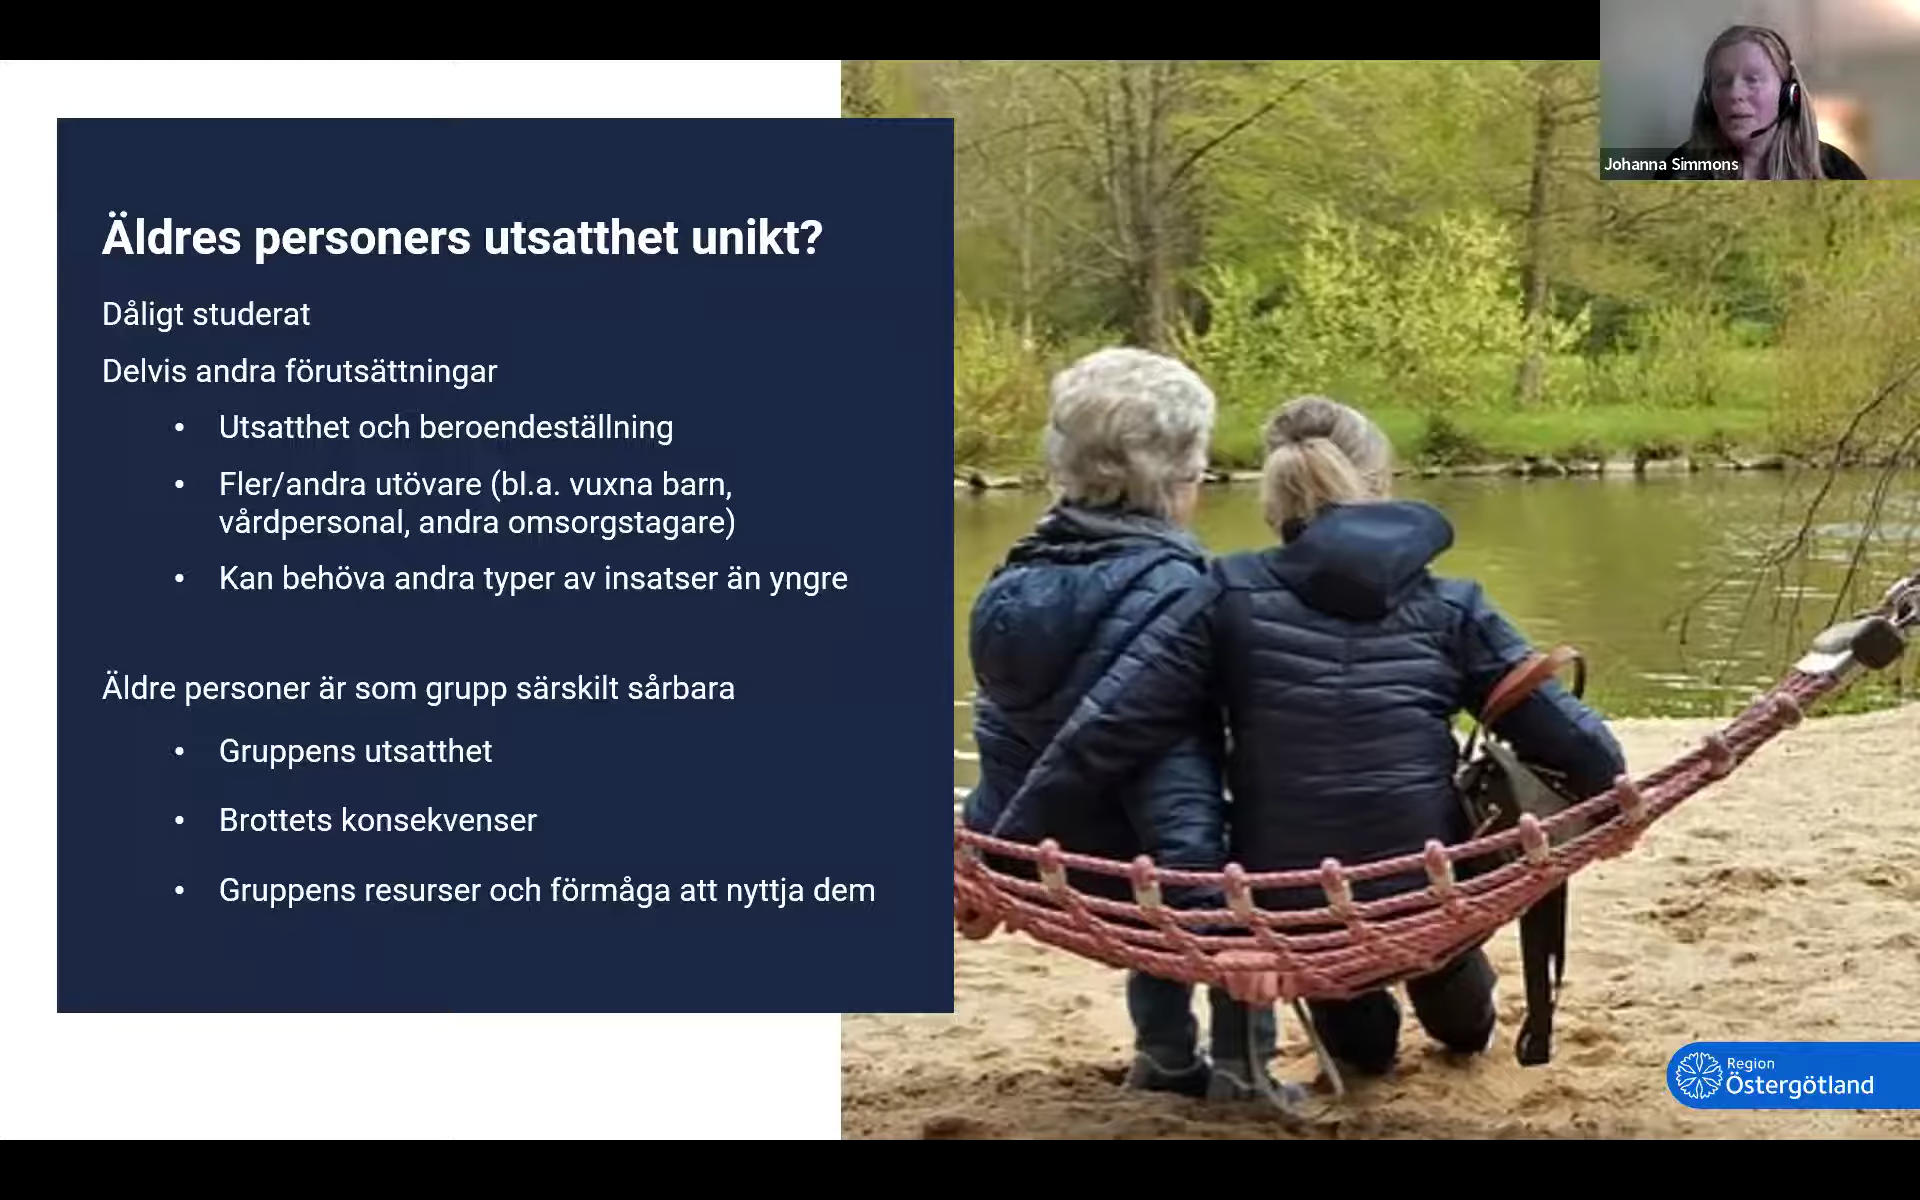 Johanna Simmons
Äldres personers utsatthet unikt?
Dåligt studerat
Delvis andra förutsättningar
• Utsatthet och beroendeställning
• Fler/andra utövare (bl.a. vuxna barn,
vårdpersonal, andra omsorgstagare)
• Kan behöva andra typer av insatser än yngre
Äldre personer är som grupp särskilt sårbara
• Gruppens utsatthet
• Brottets konsekvenser
• Gruppens resurser och förmåga att nyttja dem
Region
Östergötland